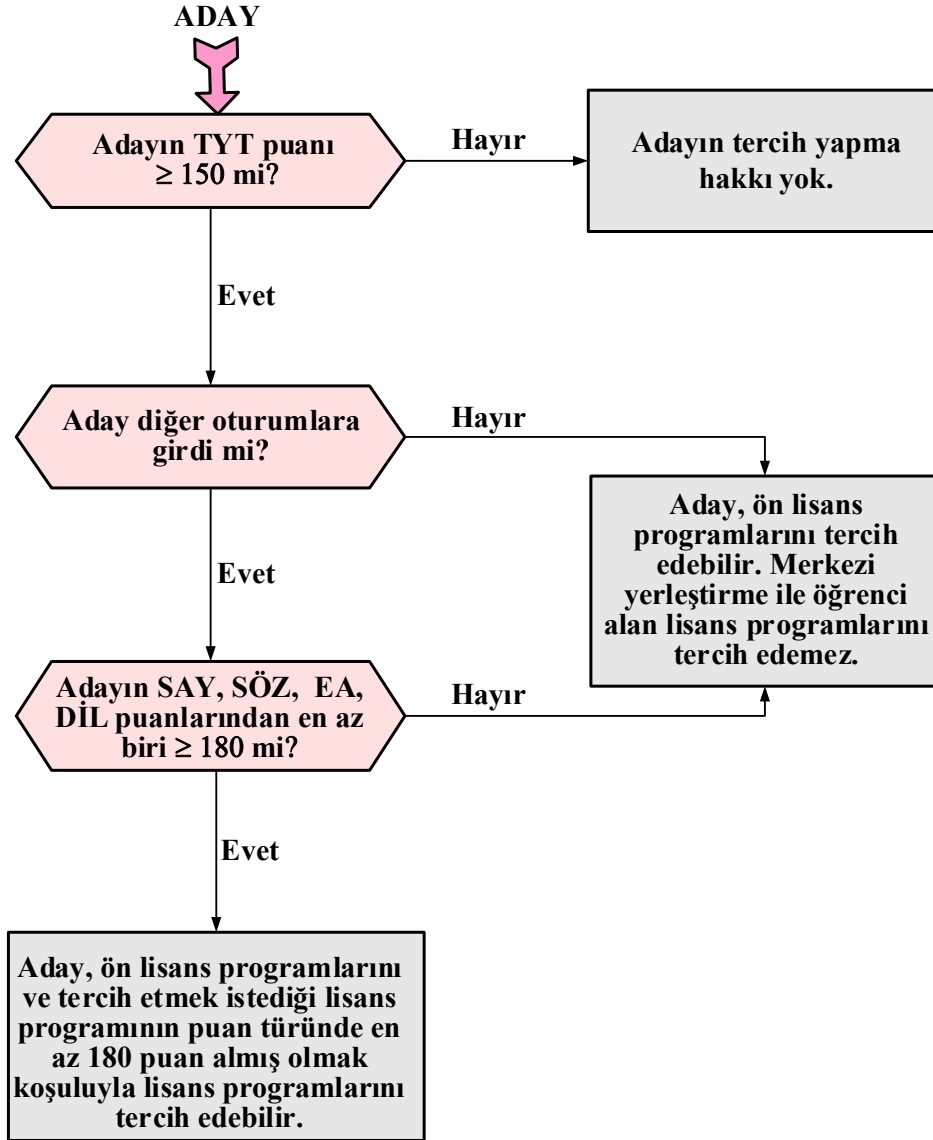 ADAY
Adayın TYT puanı
≥ 150 mi?
Hayır
Adayın tercih yapma
hakkı yok.
Evet
Aday diğer oturumlara
girdi mi?
Hayır
Aday, ön lisans
programlarını tercih
edebilir. Merkezi
yerleştirme ile öğrenci
alan lisans programlarını
tercih edemez.
Evet
Adayın SAY, SÖZ, EA,
DİL puanlarından en az
biri ≥ 180 mi?
Hayır
Evet
Aday, ön lisans programlarını
ve tercih etmek istediği lisans
programının puan türünde en
az 180 puan almış olmak
koşuluyla lisans programlarını
tercih edebilir.